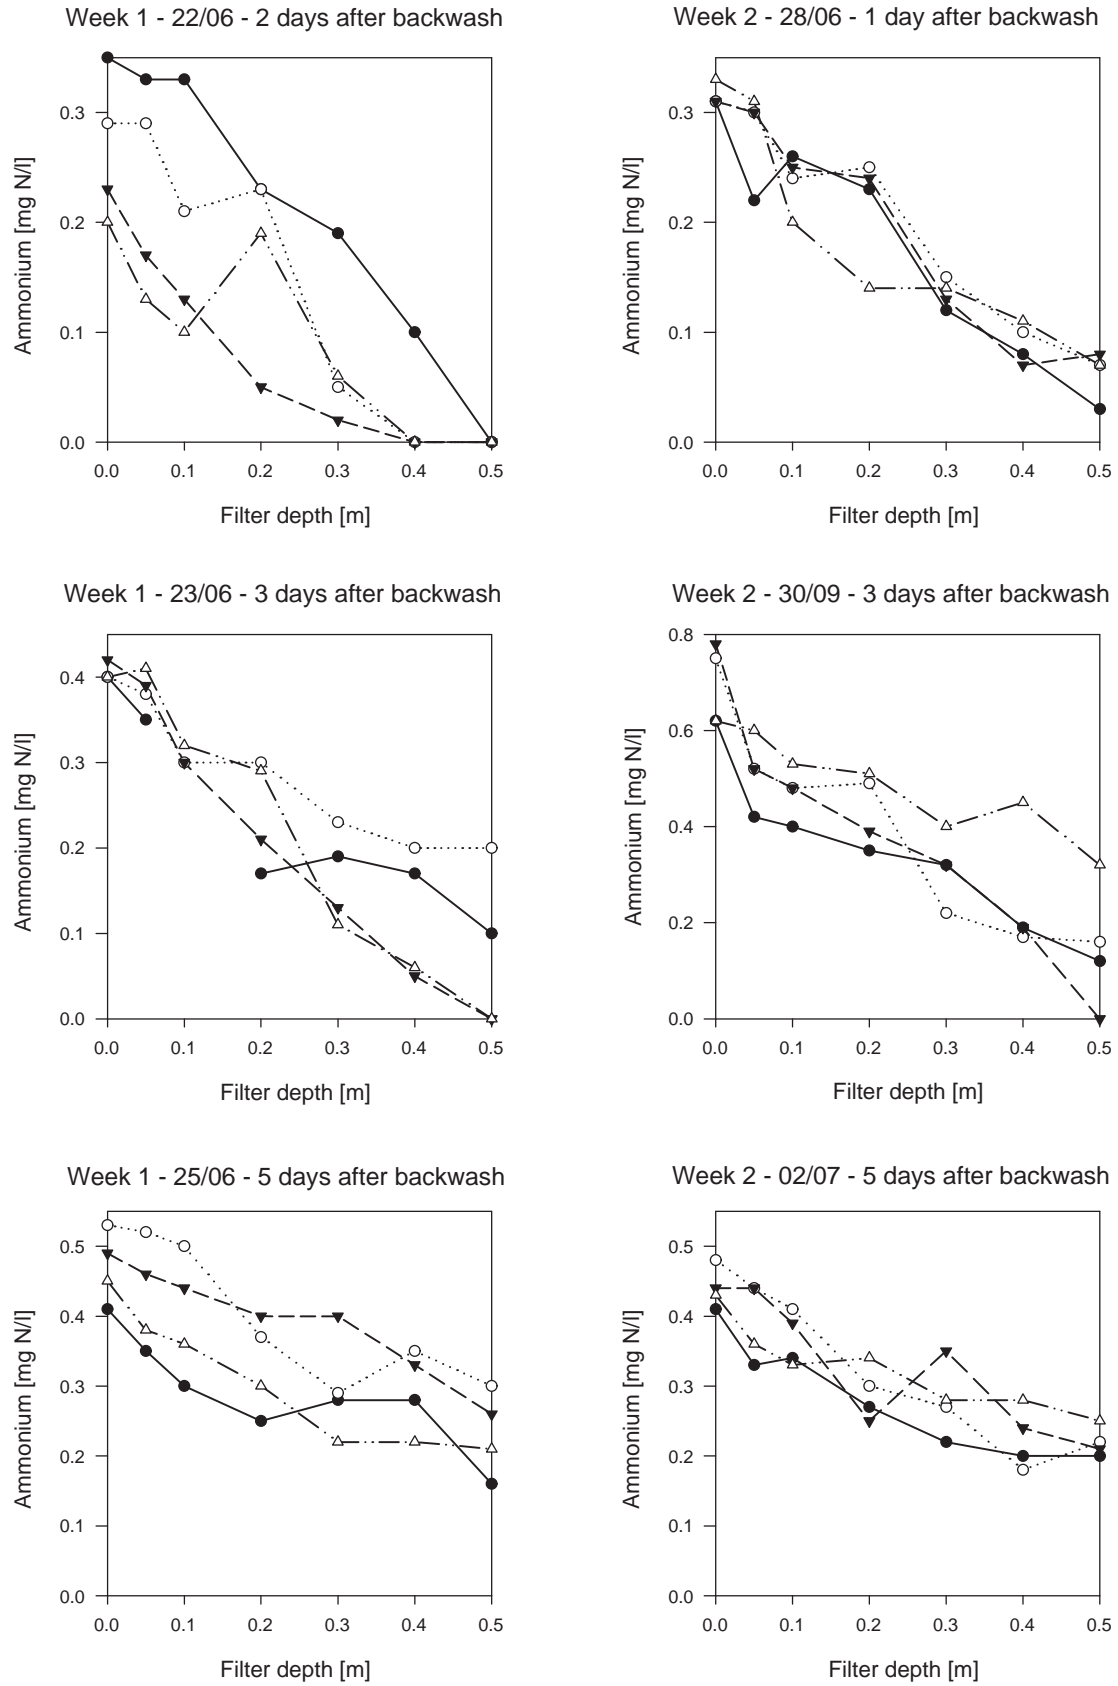 Week 1 - 22/06 - 2 days after backwash
Ammonium [mg N/l]
0.3
0.2
0.1
0.0
0.0 0.1 0.2 0.3 0.4 0.5
Filter depth [m]
Week 2 - 28/06 - 1 day after backwash
Ammonium [mg N/l]
0.3
0.2
0.1
0.0
0.0 0.1 0.2 0.3 0.4 0.5
Filter depth [m]
Week 1 - 23/06 - 3 days after backwash
Ammonium [mg N/l]
0.4
0.3
0.2
0.1
0.0
0.0 0.1 0.2 0.3 0.4 0.5
Filter depth [m]
Week 2 - 30/09 - 3 days after backwash
Ammonium [mg N/l]
0.8
0.6
0.4
0.2
0.0
0.0 0.1 0.2 0.3 0.4 0.5
Filter depth [m]
Week 1 - 25/06 - 5 days after backwash
Ammonium [mg N/l]
0.5
0.4
0.3
0.2
0.1
0.0
0.0 0.1 0.2 0.3 0.4 0.5
Filter depth [m]
Week 2 - 02/07 - 5 days after backwash
Ammonium [mg N/l]
0.5
0.4
0.3
0.2
0.1
0.0
0.0 0.1 0.2 0.3 0.4 0.5
Filter depth [m]